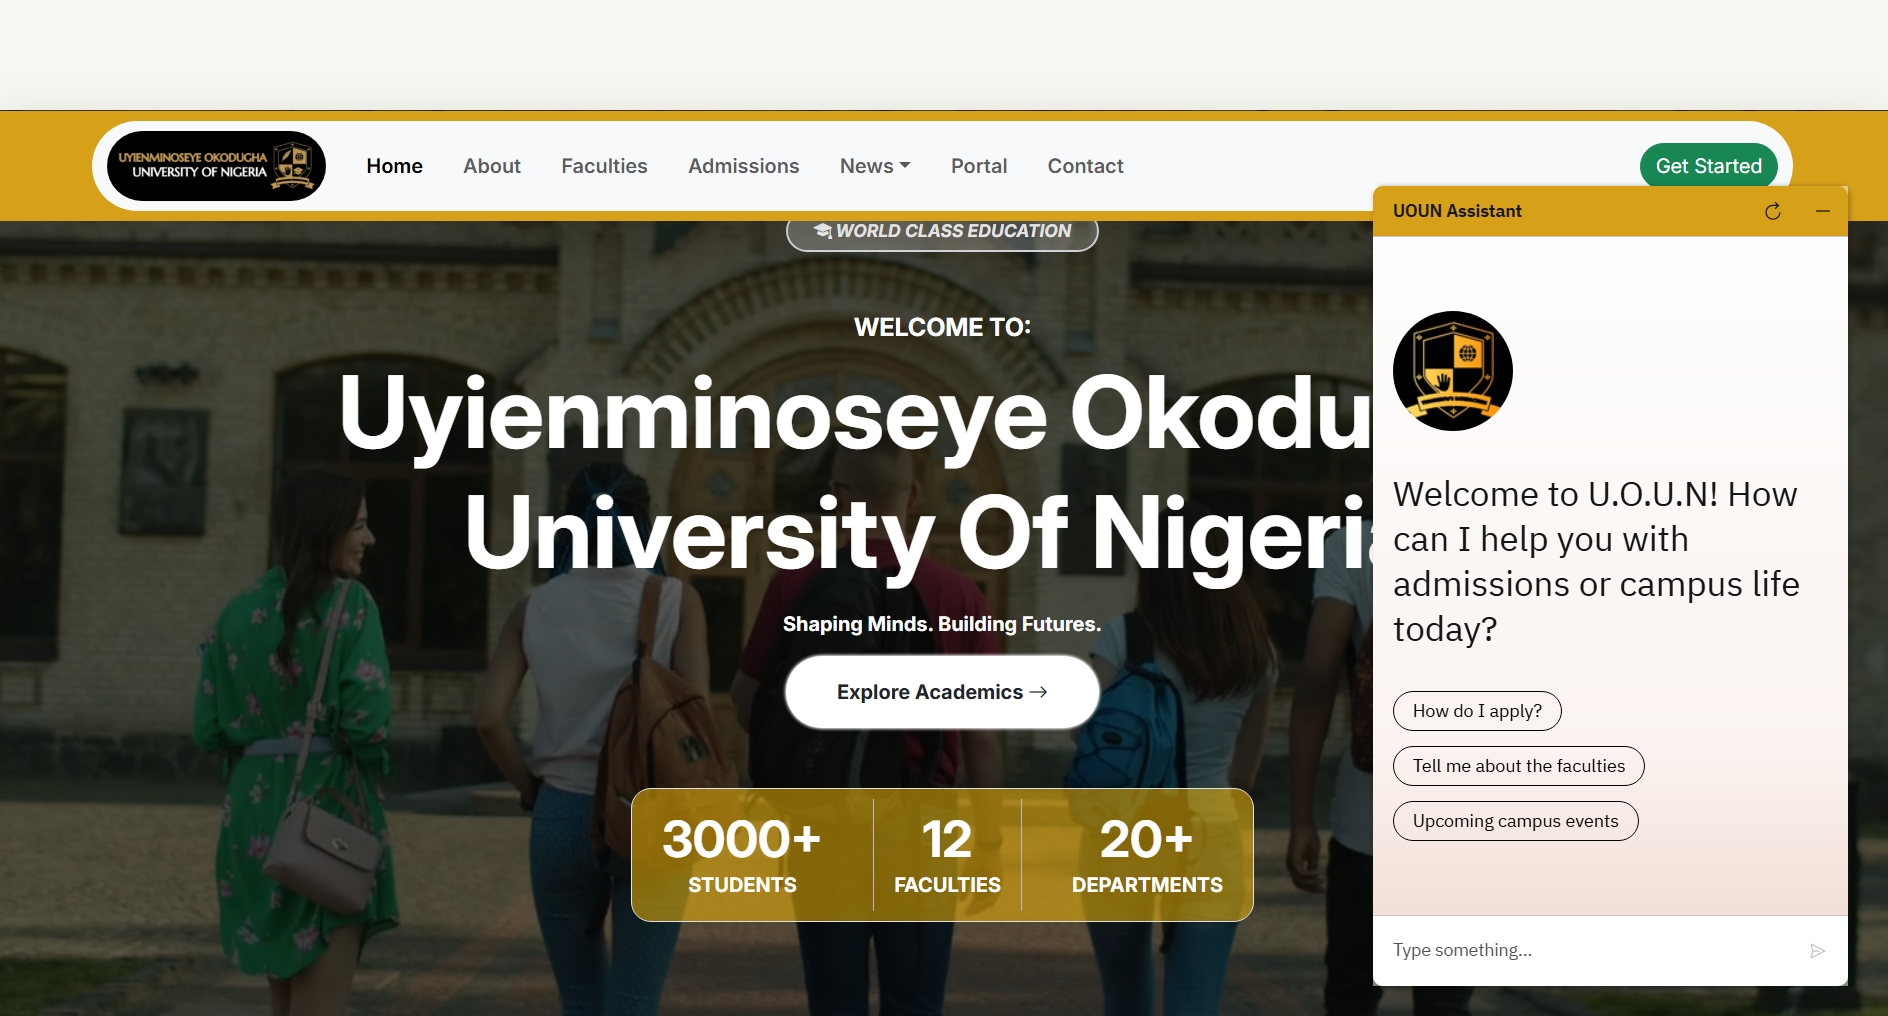 UYIENMINOSEYE OKODUGHA
UNIVERSITY OF NIGERIA
Home
About
Faculties
Admissions
News
Portal
Contact
Get Started
WORLD CLASS EDUCATION
WELCOME TO:
Uyienminoseye Okodu
University Of Nigeria
Shaping Minds. Building Futures.
Explore Academics →
3000+
STUDENTS
12
FACULTIES
20+
DEPARTMENTS
UOUN Assistant
Welcome to U.O.U.N! How
can I help you with
admissions or campus life
today?
How do I apply?
Tell me about the faculties
Upcoming campus events
Type something...